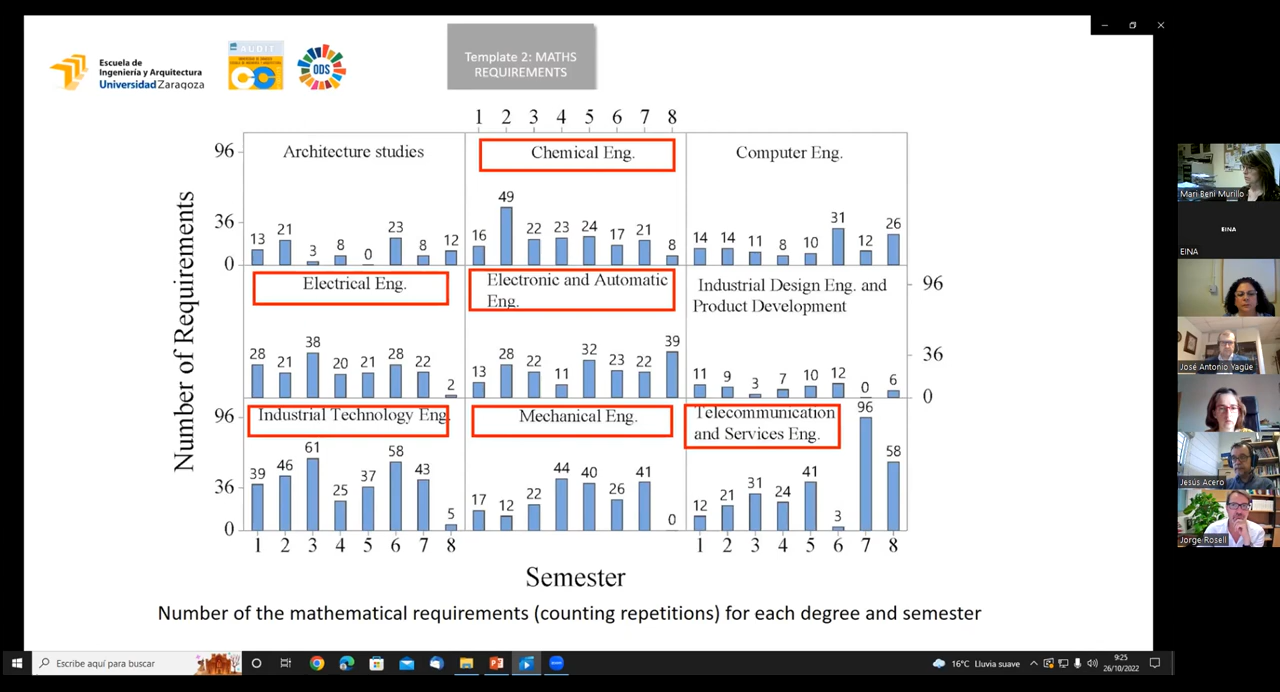 Escuela de
Ingeniería y Arquitectura
Universidad Zaragoza
AUDIT
ODS
Template 2: MATHS
REQUIREMENTS
1 2 3 4 5 6 7 8
Number of Requirements
96
36
0
Architecture studies
13 21 3 8 0 23 8 12
Chemical Eng.
16 49 22 23 24 17 21 8
Computer Eng.
14 14 11 8 10 31 12 26
Electrical Eng.
28 21 38 20 21 28 22 2
Electronic and Automatic
Eng.
13 28 22 11 32 23 22 39
Industrial Design Eng. and
Product Development
11 9 3 7 10 12 0 6
96
36
0
96
36
0
Industrial Technology Eng.
39 46 61 25 37 58 43 5
Mechanical Eng.
17 12 22 44 40 26 41 0
Telecommunication
and Services Eng.
12 21 31 24 41 3 96 58
1 2 3 4 5 6 7 8
1 2 3 4 5 6 7 8
Semester
Number of the mathematical requirements (counting repetitions) for each degree and semester
Mari Beni Murillo
EINA
EINA
José Antonio Yagüe
Jesús Acero
Jorge Rosell
Escribe aquí para buscar
16°C Lluvia suave
9:25
26/10/2022